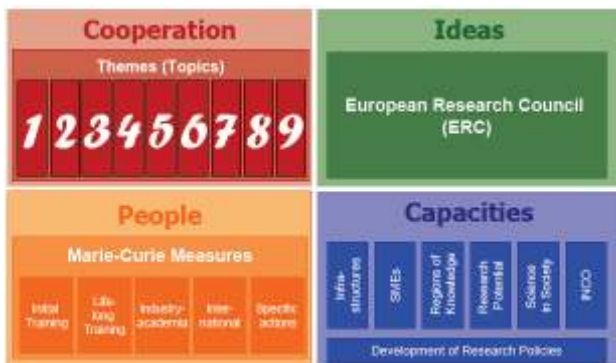 Cooperation
Themes (Topics)
1 2 3 4 5 6 7 8 9
Ideas
European Research Council
(ERC)
People
Marie-Curie Measures
Initial
Training
Life-
long
Training
Industry-
academia
Inter-
national
Specific
actions
Capacities
Infra-
structures
SMEs
Regions of
Knowledge
Research
Potential
Science
in Society
INCO
Development of Research Policies